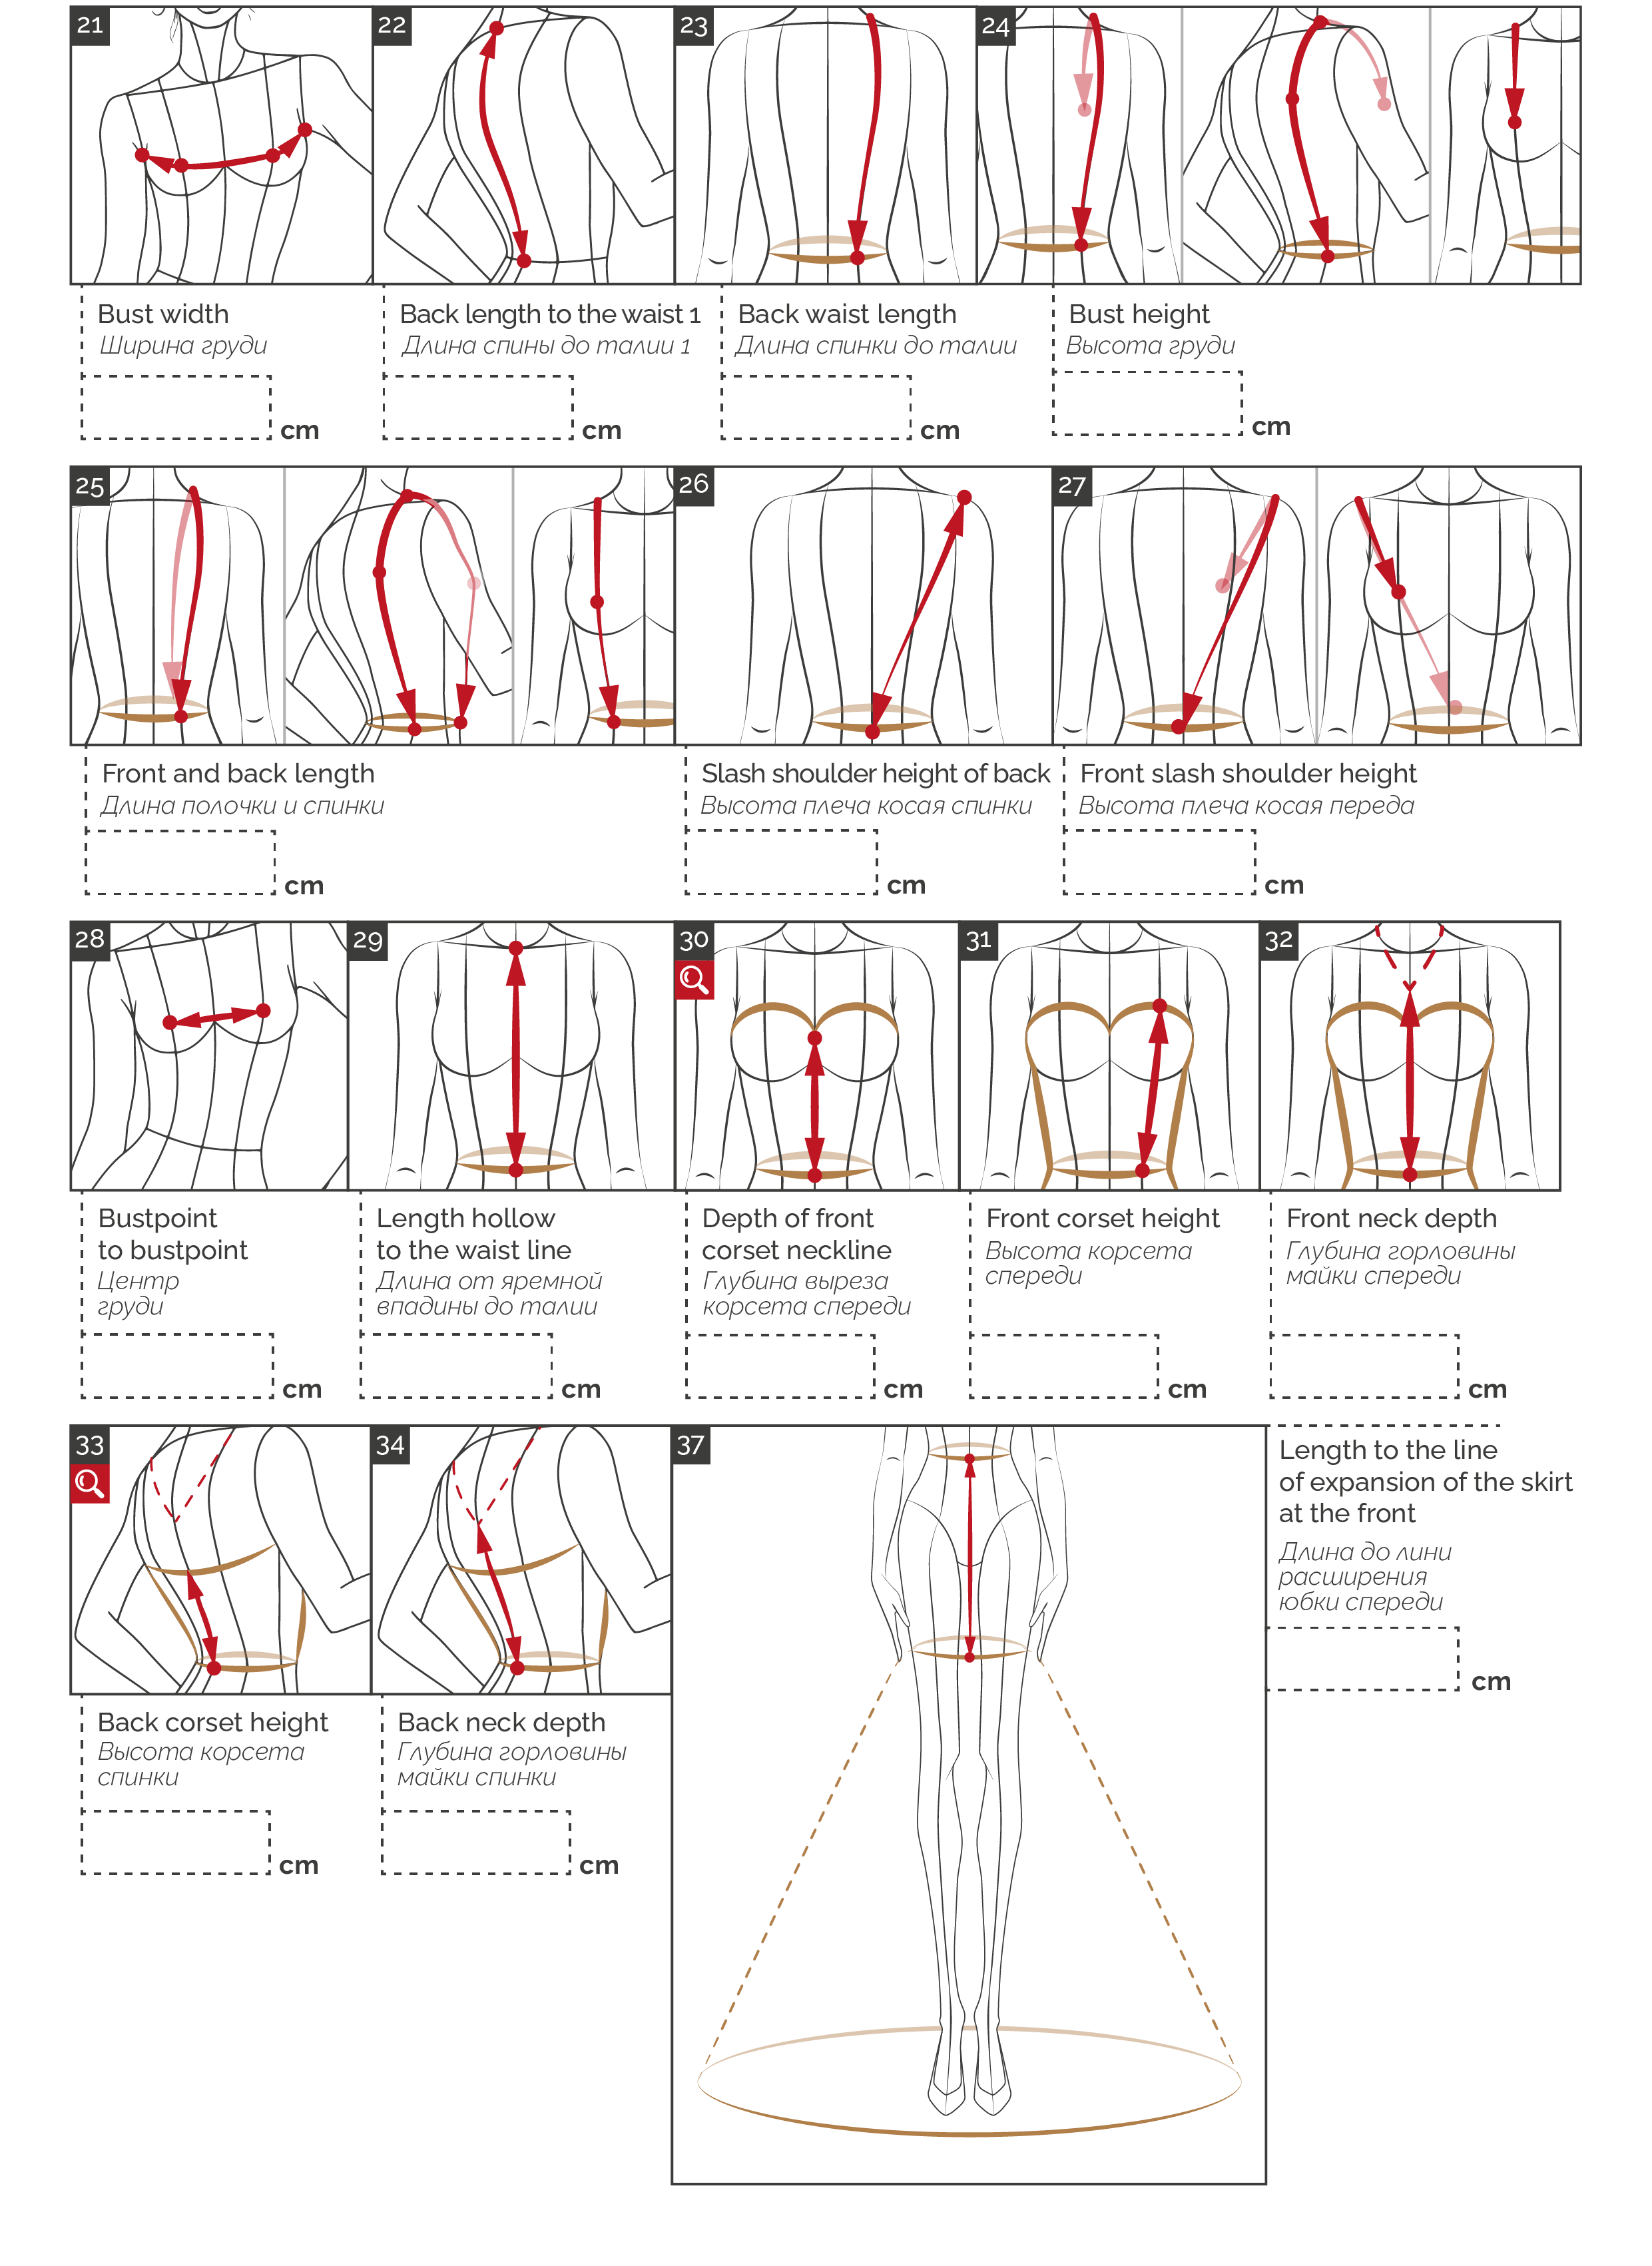 21
22
23
24
Bust width
Ширина груди
cm
Back length to the waist 1
Длина спины до талии 1
cm
Back waist length
Длина спинки до талии
cm
Bust height
Высота груди
cm
25
26
27
Front and back length
Длина полочки и спинки
cm
Slash shoulder height of back
Высота плеча косая спинки
cm
Front slash shoulder height
Высота плеча косая переда
cm
28
29
30
31
32
Bustpoint
to bustpoint
Центр
груди
cm
Length hollow
to the waist line
Длина от яремной
впадины до талии
cm
Depth of front
corset neckline
Глубина выреза
корсета спереди
cm
Front corset height
Высота корсета
спереди
cm
Front neck depth
Глубина горловины
майки спереди
cm
33
34
37
Back corset height
Высота корсета
спинки
cm
Back neck depth
Глубина горловины
майки спинки
cm
Length to the line
of expansion of the skirt
at the front
Длина до лини
расширения
юбки спереди
cm